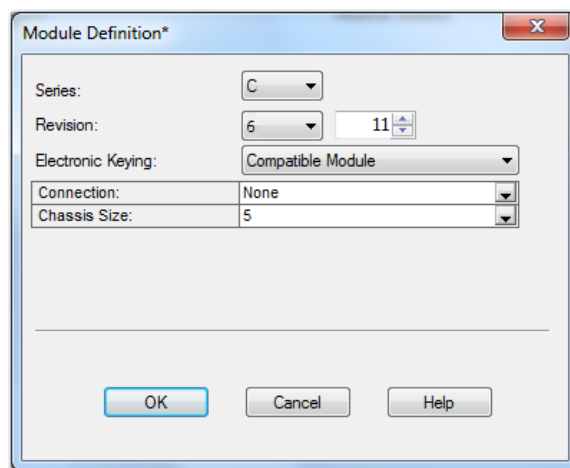 Module Definition*
Series: C
Revision: 6 11
Electronic Keying: Compatible Module
Connection: None
Chassis Size: 5
OK Cancel Help